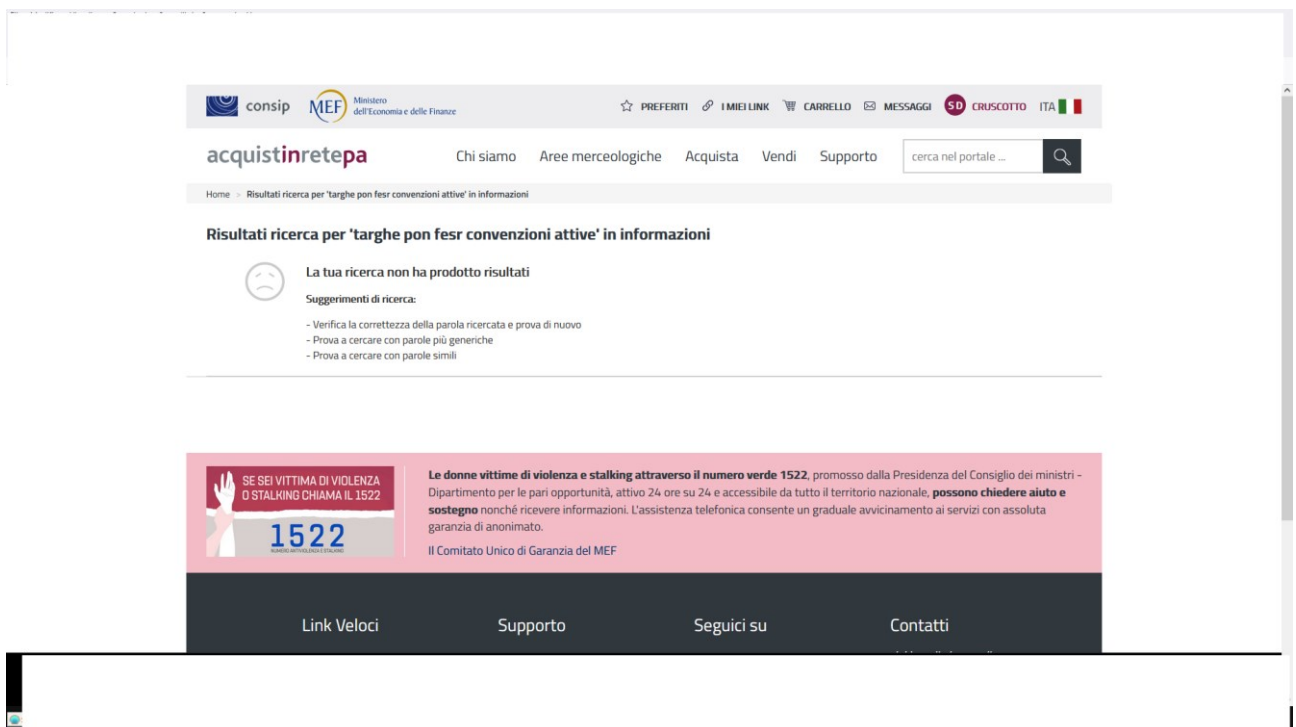 consip
MEF
Ministero
dell'Economia e delle Finanze
PREFERITI
I MIEI LINK
CARRELLO
MESSAGGI
SD
CRUSCOTTO
ITA
acquistinretepa
Chi siamo
Aree merceologiche
Acquista
Vendi
Supporto
cerca nel portale ...
Home > Risultati ricerca per 'targhe pon fesr convenzioni attive' in informazioni
Risultati ricerca per 'targhe pon fesr convenzioni attive' in informazioni
La tua ricerca non ha prodotto risultati
Suggerimenti di ricerca:
- Verifica la correttezza della parola ricercata e prova di nuovo
- Prova a cercare con parole più generiche
- Prova a cercare con parole simili
SE SEI VITTIMA DI VIOLENZA
O STALKING CHIAMA IL 1522
1522
NUMERO ANTIVIOLENZA E STALKING
Le donne vittime di violenza e stalking attraverso il numero verde 1522, promosso dalla Presidenza del Consiglio dei ministri -
Dipartimento per le pari opportunità, attivo 24 ore su 24 e accessibile da tutto il territorio nazionale, possono chiedere aiuto e
sostegno nonché ricevere informazioni. L'assistenza telefonica consente un graduale avvicinamento ai servizi con assoluta
garanzia di anonimato.
Il Comitato Unico di Garanzia del MEF
Link Veloci
Supporto
Seguici su
Contatti